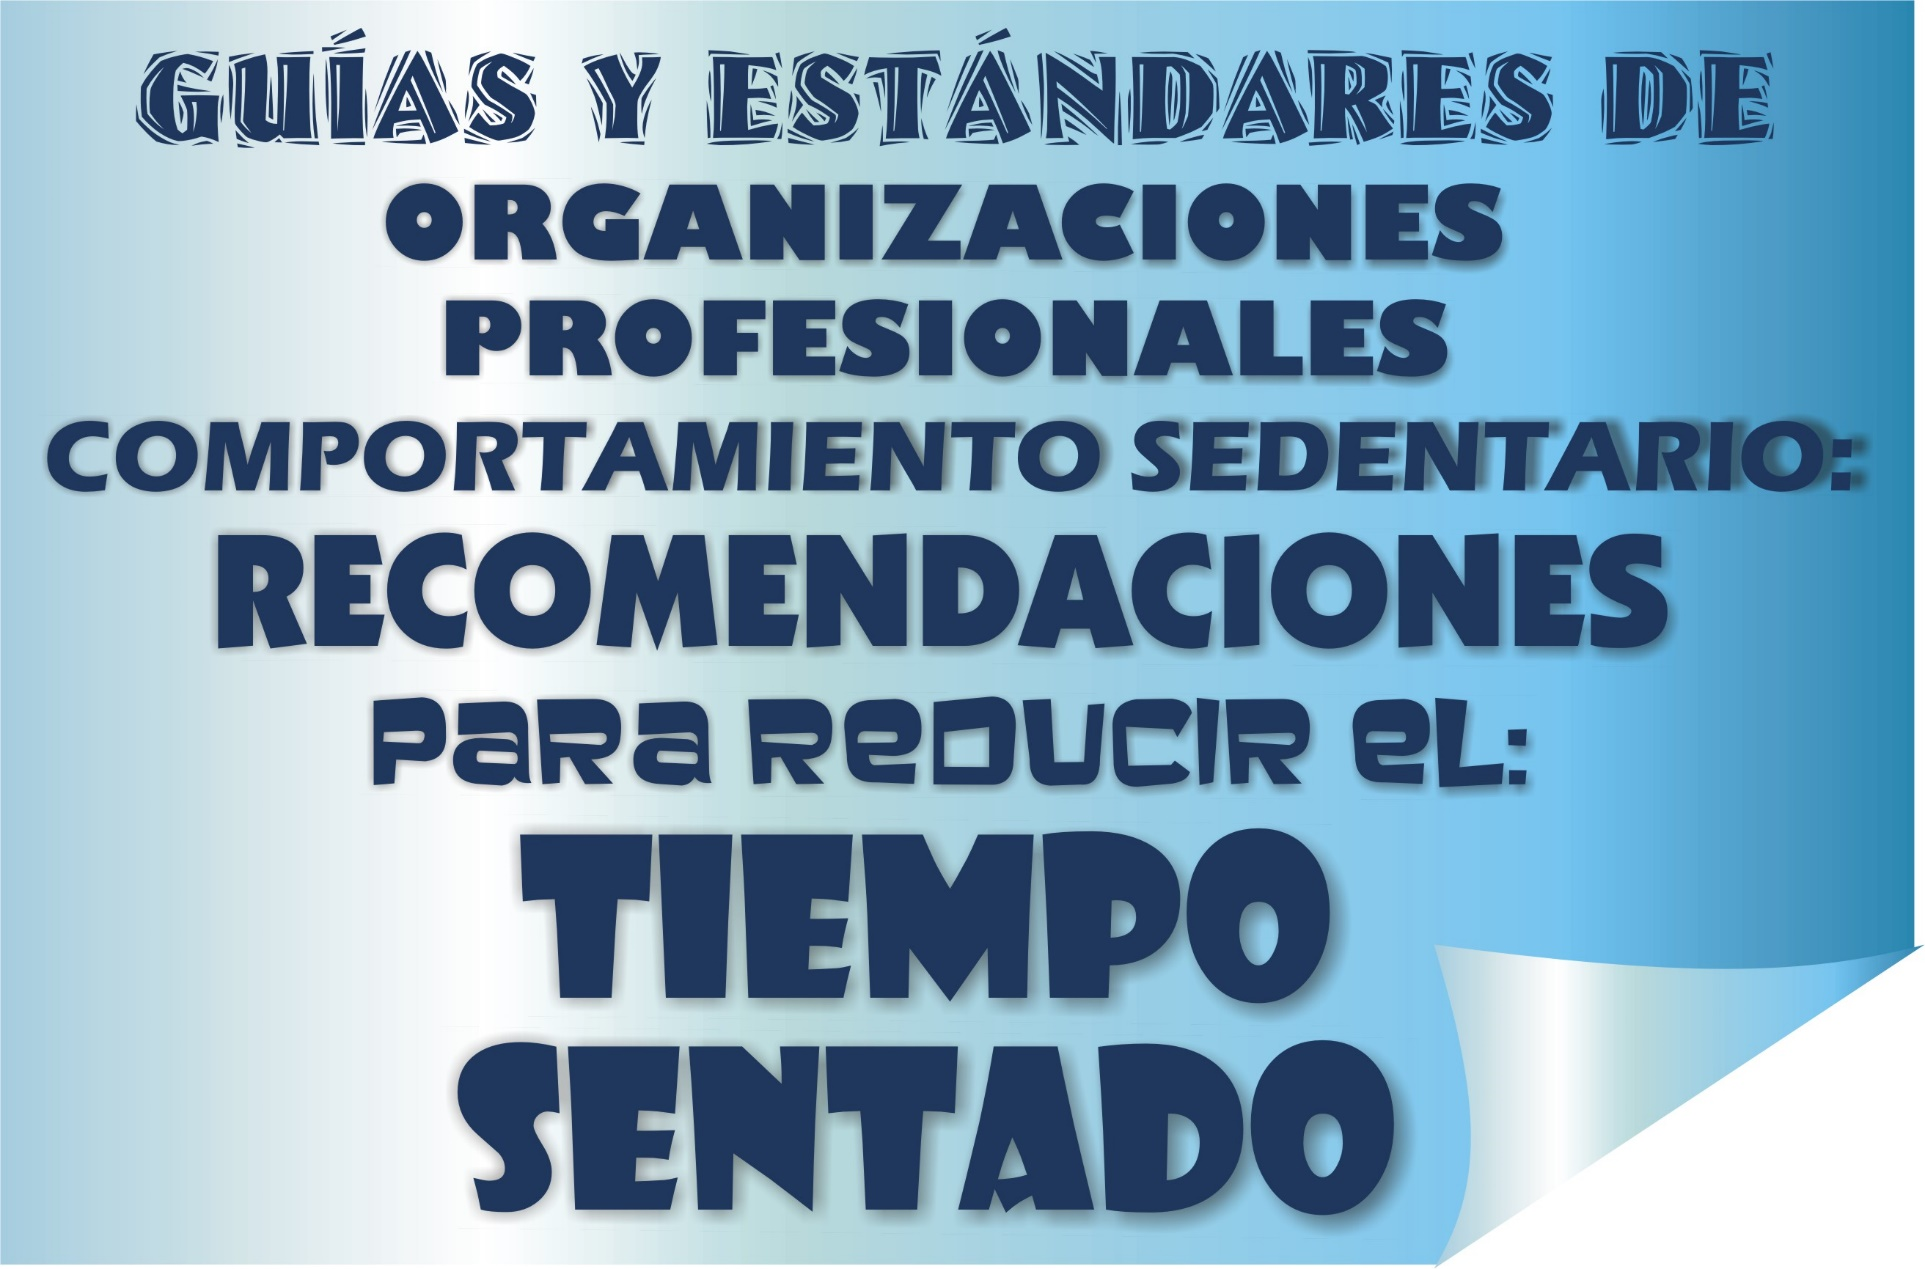 GUÍAS Y ESTÁNDARES DE
ORGANIZACIONES
PROFESIONALES
COMPORTAMIENTO SEDENTARIO:
RECOMENDACIONES
PaRa ReDUCIR eL:
TIEMPO
SENTADO